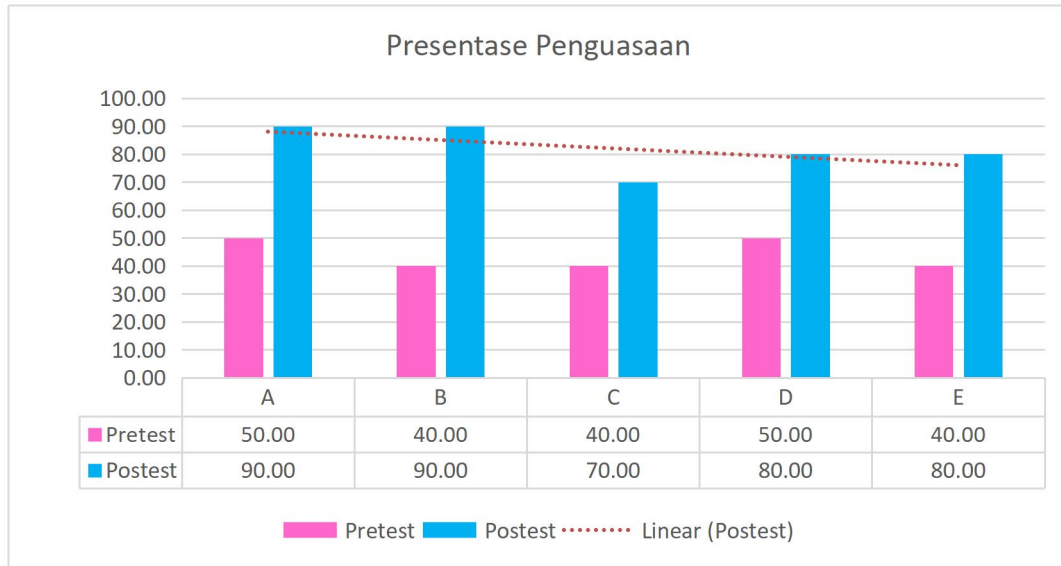 Presentase Penguasaan
100.00
90.00
80.00
70.00
60.00
50.00
40.00
30.00
20.00
10.00
0.00
A B C D E
Pretest 50.00 40.00 40.00 50.00 40.00
Postest 90.00 90.00 70.00 80.00 80.00
Pretest Postest Linear (Postest)